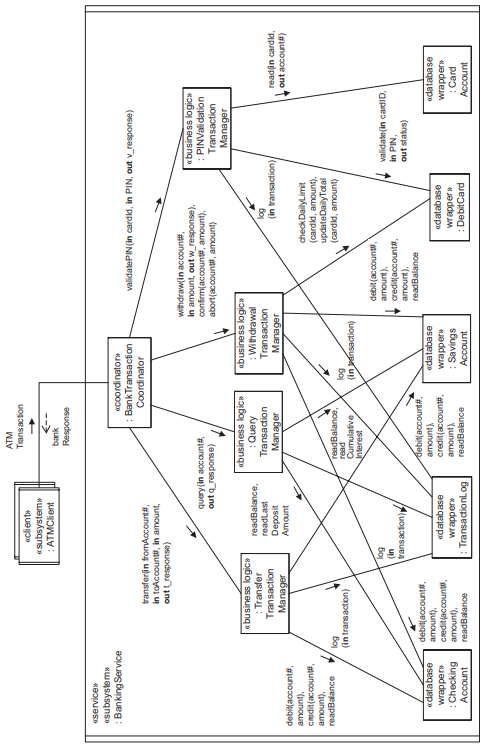 «service»
«subsystem»
: BankingService
«client»
«subsystem»
: ATMClient
ATM
Transaction
bank
Response
«coordinator»
: BankTransaction
Coordinator
transfer(in fromAccount#,
in toAccount#, in amount,
out t_response)
query(in account#,
out q_response)
withdraw(in account#,
in amount, out w_response),
confirm(account#, amount),
abort(account#, amount)
validatePIN(in cardId, in PIN, out v_response)
«business logic»
: Transfer
Transaction
Manager
«business logic»
: Query
Transaction
Manager
«business logic»
: Withdrawal
Transaction
Manager
«business logic»
: PINValidation
Transaction
Manager
debit(account#,
amount),
credit(account#,
amount),
readBalance
log
(in transaction)
readBalance,
readLast
Deposit
Amount
readBalance,
read
Cumulative
Interest
log
(in
transaction)
log
(in transaction)
checkDailyLimit
(cardId, amount),
updateDailyTotal
(cardId, amount)
log
(in transaction)
read(in cardId,
out account#)
validate(in cardID,
in PIN,
out status)
debit(account#,
amount),
credit(account#,
amount),
readBalance
debit(account#,
amount),
credit(account#,
amount),
readBalance
debit(account#,
amount),
credit(account#,
amount),
readBalance
«database
wrapper»
: Checking
Account
«database
wrapper»
: TransactionLog
«database
wrapper»
: Savings
Account
«database
wrapper»
: DebitCard
«database
wrapper»
: Card
Account